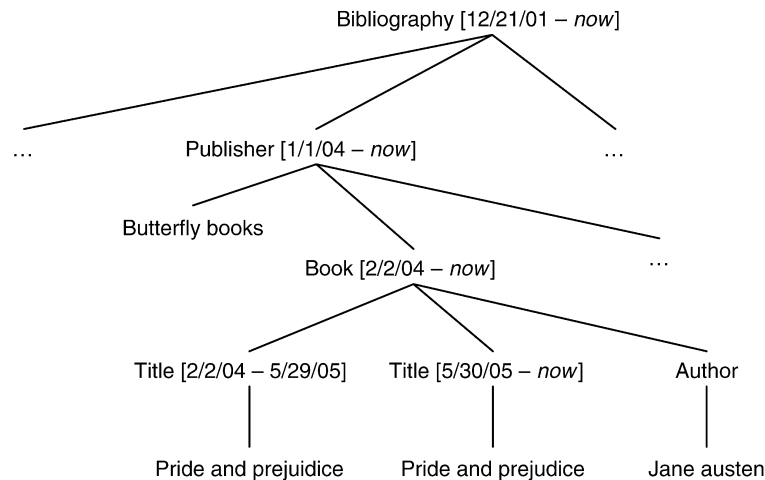 Bibliography [12/21/01 – now]
...
Publisher [1/1/04 – now]
...
Butterfly books
Book [2/2/04 – now]
...
Title [2/2/04 – 5/29/05]
Title [5/30/05 – now]
Author
Pride and prejuidice
Pride and prejudice
Jane austen